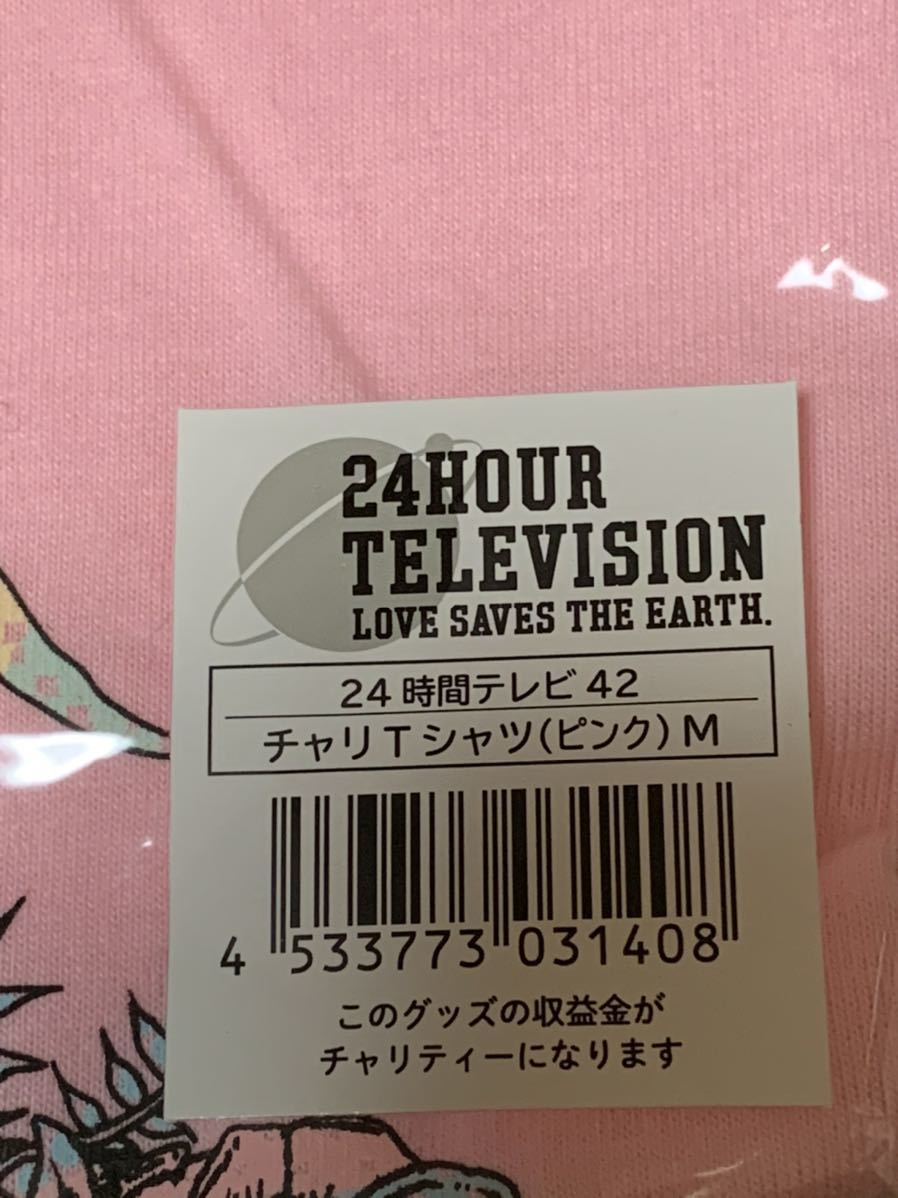 24HOUR
TELEVISION
LOVE SAVES THE EARTH.
24時間テレビ42
チャリTシャツ(ピンク)M
4 533773 031408
このグッズの収益金が
チャリティーになります